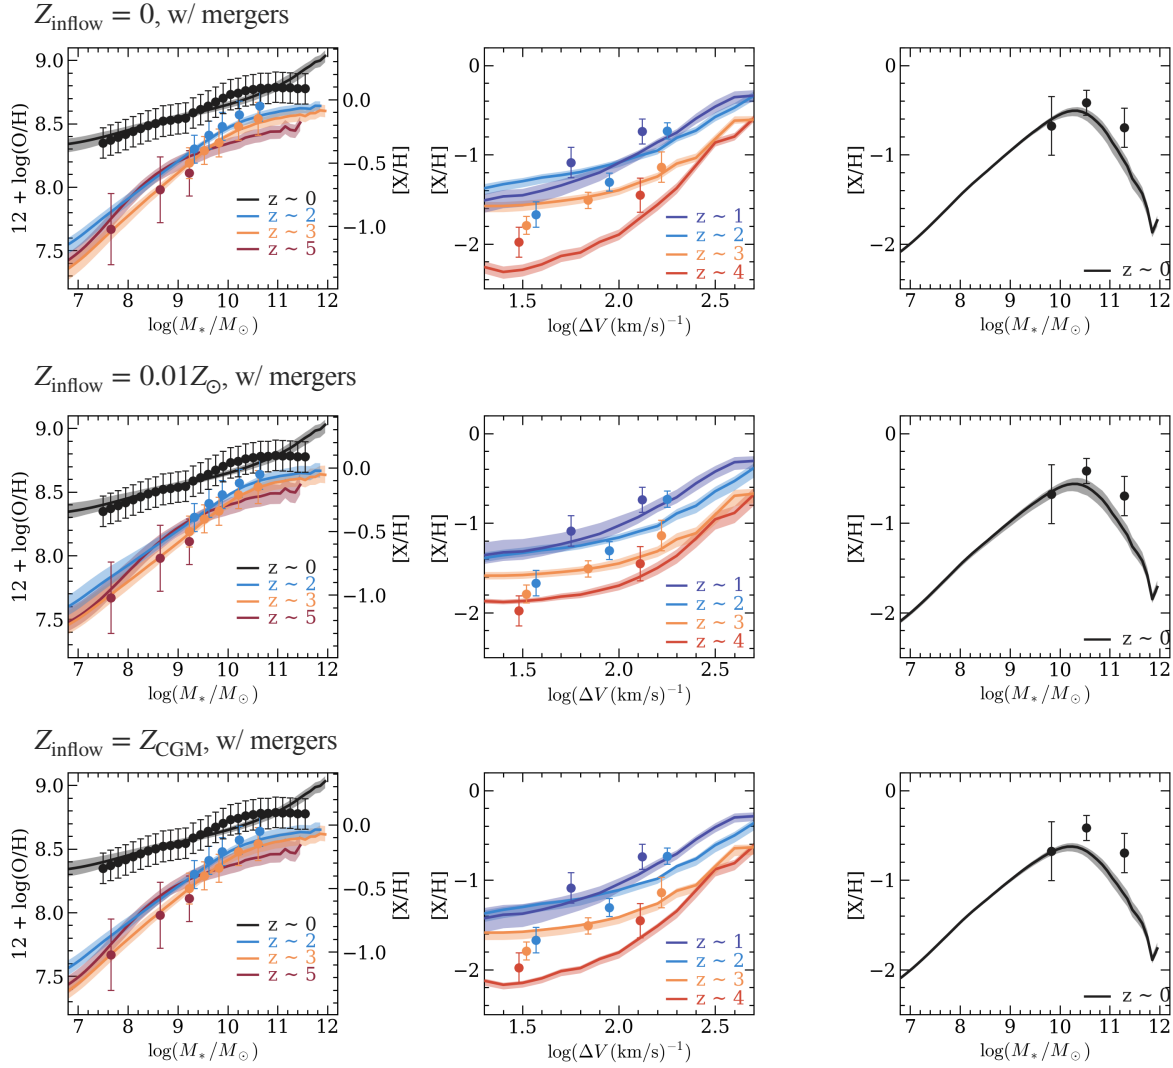 Z_inflow = 0, w/ mergers
9.0
8.5
8.0
7.5
12 + log(O/H)
0.0
−0.5
−1.0
[X/H]
z ~ 0
z ~ 2
z ~ 3
z ~ 5
7 8 9 10 11 12
log(M_*/M_⊙)
0
−1
−2
[X/H]
z ~ 1
z ~ 2
z ~ 3
z ~ 4
1.5 2.0 2.5
log(ΔV(km/s)^−1)
0
−1
−2
[X/H]
z ~ 0
7 8 9 10 11 12
log(M_*/M_⊙)
Z_inflow = 0.01Z_⊙, w/ mergers
9.0
8.5
8.0
7.5
12 + log(O/H)
0.0
−0.5
−1.0
[X/H]
z ~ 0
z ~ 2
z ~ 3
z ~ 5
7 8 9 10 11 12
log(M_*/M_⊙)
0
−1
−2
[X/H]
z ~ 1
z ~ 2
z ~ 3
z ~ 4
1.5 2.0 2.5
log(ΔV(km/s)^−1)
0
−1
−2
[X/H]
z ~ 0
7 8 9 10 11 12
log(M_*/M_⊙)
Z_inflow = Z_CGM, w/ mergers
9.0
8.5
8.0
7.5
12 + log(O/H)
0.0
−0.5
−1.0
[X/H]
z ~ 0
z ~ 2
z ~ 3
z ~ 5
7 8 9 10 11 12
log(M_*/M_⊙)
0
−1
−2
[X/H]
z ~ 1
z ~ 2
z ~ 3
z ~ 4
1.5 2.0 2.5
log(ΔV(km/s)^−1)
0
−1
−2
[X/H]
z ~ 0
7 8 9 10 11 12
log(M_*/M_⊙)